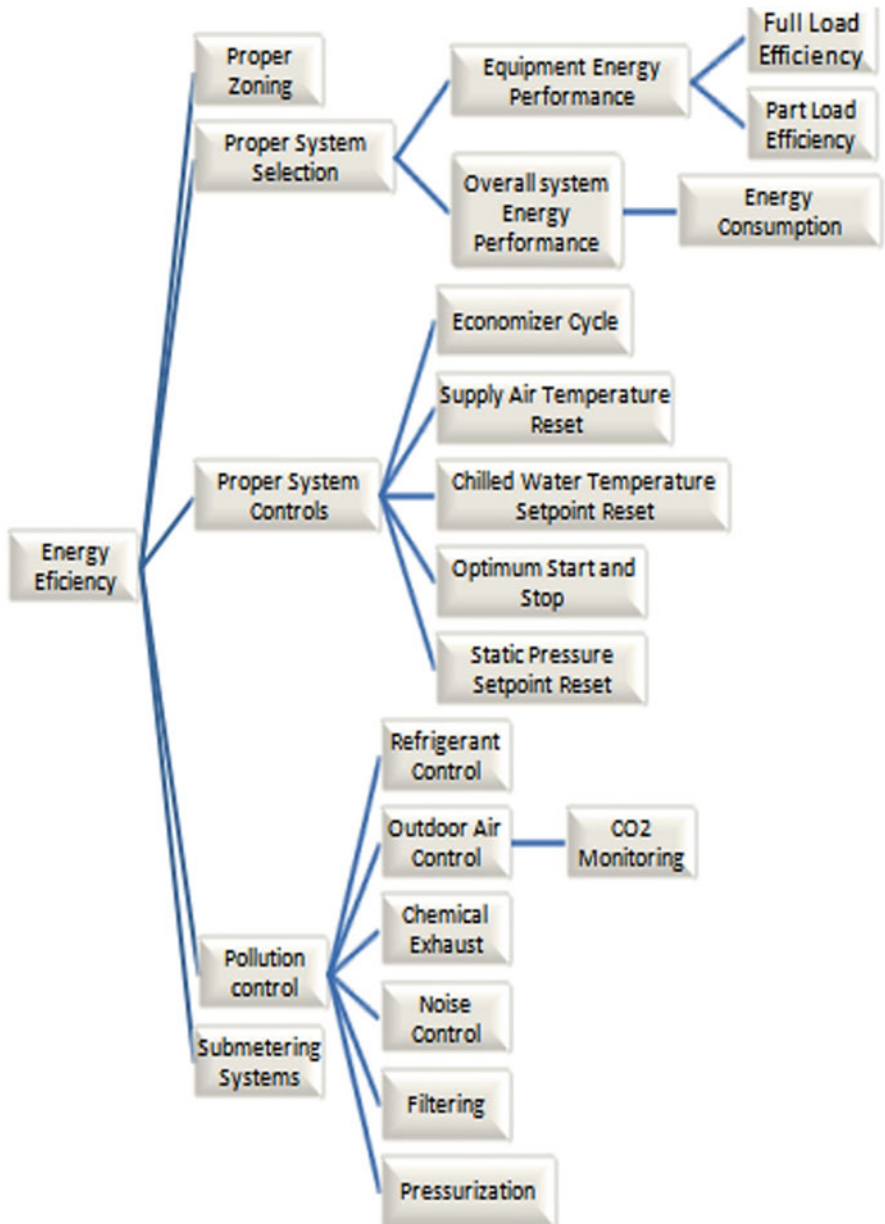 Energy
Eficiency
Proper
Zoning
Proper System
Selection
Equipment Energy
Performance
Full Load
Efficiency
Part Load
Efficiency
Overall system
Energy
Performance
Energy
Consumption
Proper System
Controls
Economizer Cycle
Supply Air Temperature
Reset
Chilled Water Temperature
Setpoint Reset
Optimum Start and
Stop
Static Pressure
Setpoint Reset
Pollution
control
Refrigerant
Control
Outdoor Air
Control
CO2
Monitoring
Chemical
Exhaust
Noise
Control
Filtering
Pressurization
Submetering
Systems